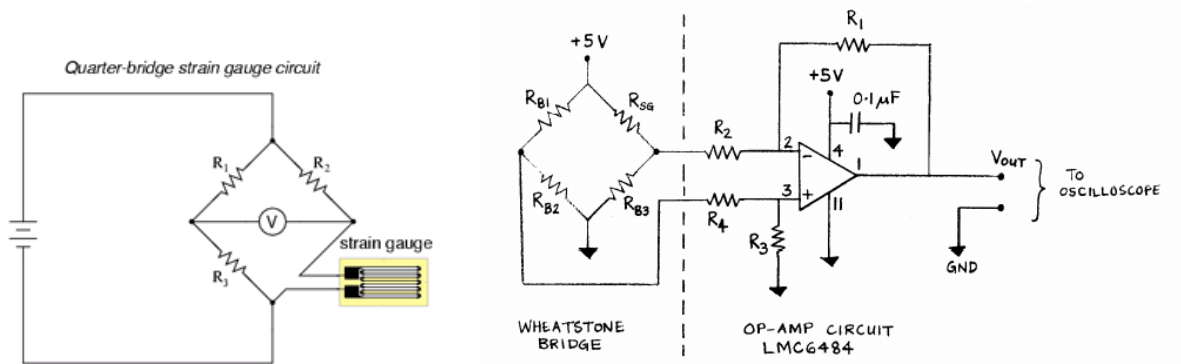 Quarter-bridge strain gauge circuit
R1
R2
V
R3
strain gauge
+5V
RB1
RSG
RB2
RB3
WHEATSTONE
BRIDGE
R1
+5V
0.1µF
R2
2
-
4
1
3
+
11
R4
R3
VOUT
TO
OSCILLOSCOPE
GND
OP-AMP CIRCUIT
LMC6484